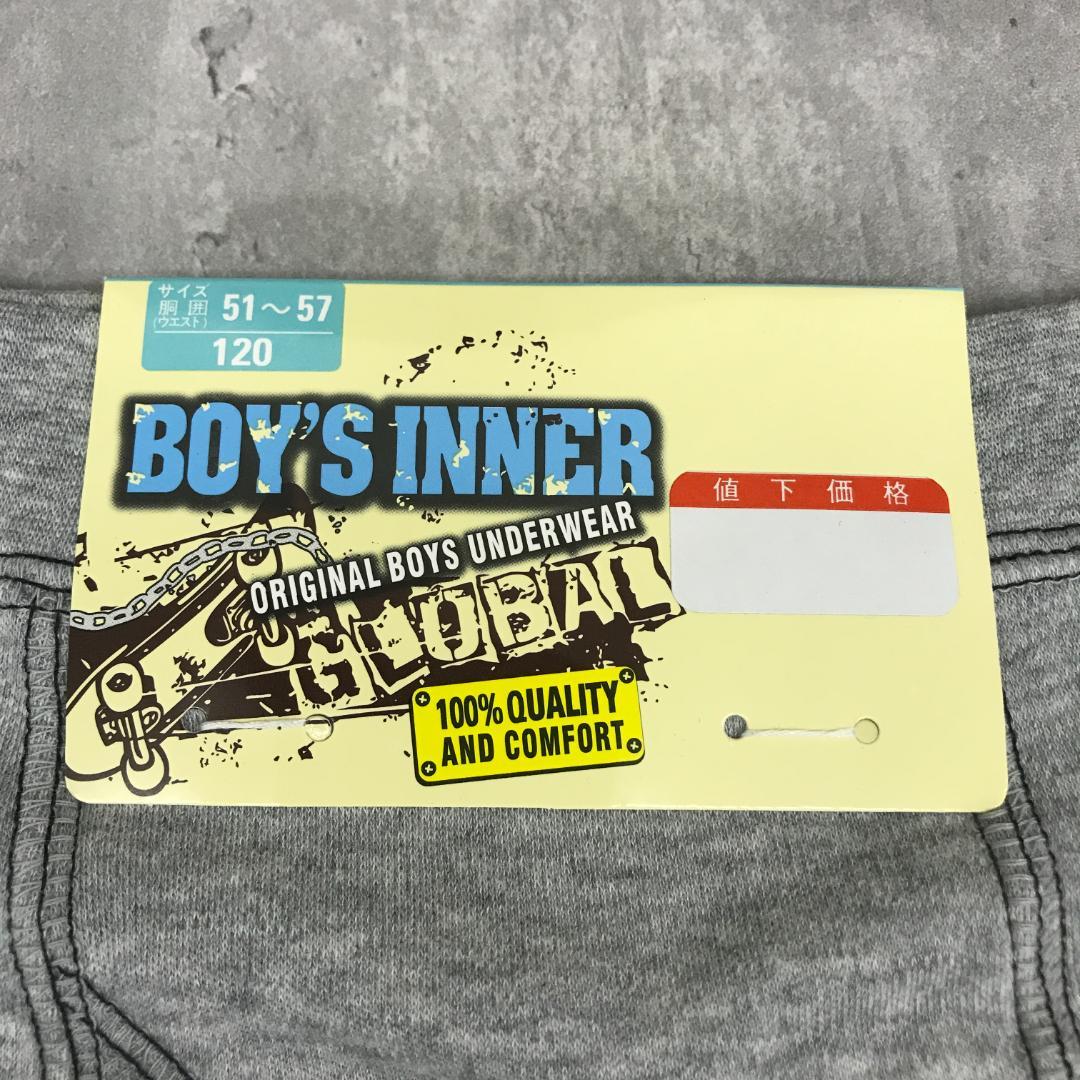 サイズ
胴囲 51～57
(ウエスト)
120
BOY'S INNER
ORIGINAL BOYS UNDERWEAR
GLOBAL
100% QUALITY
AND COMFORT
値下価格